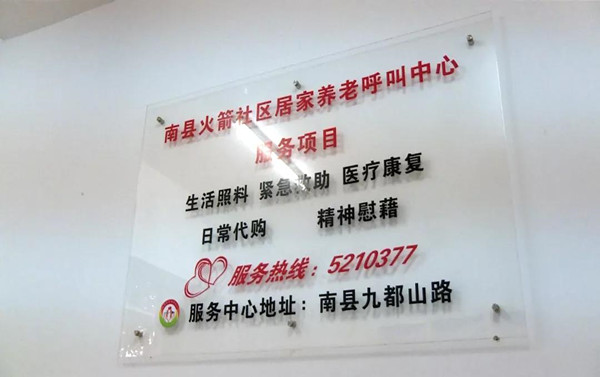 南县火箭社区居家养老呼叫中心
服务项目
生活照料 紧急救助 医疗康复
日常代购 精神慰藉
服务热线：5210377
服务中心地址：南县九都山路